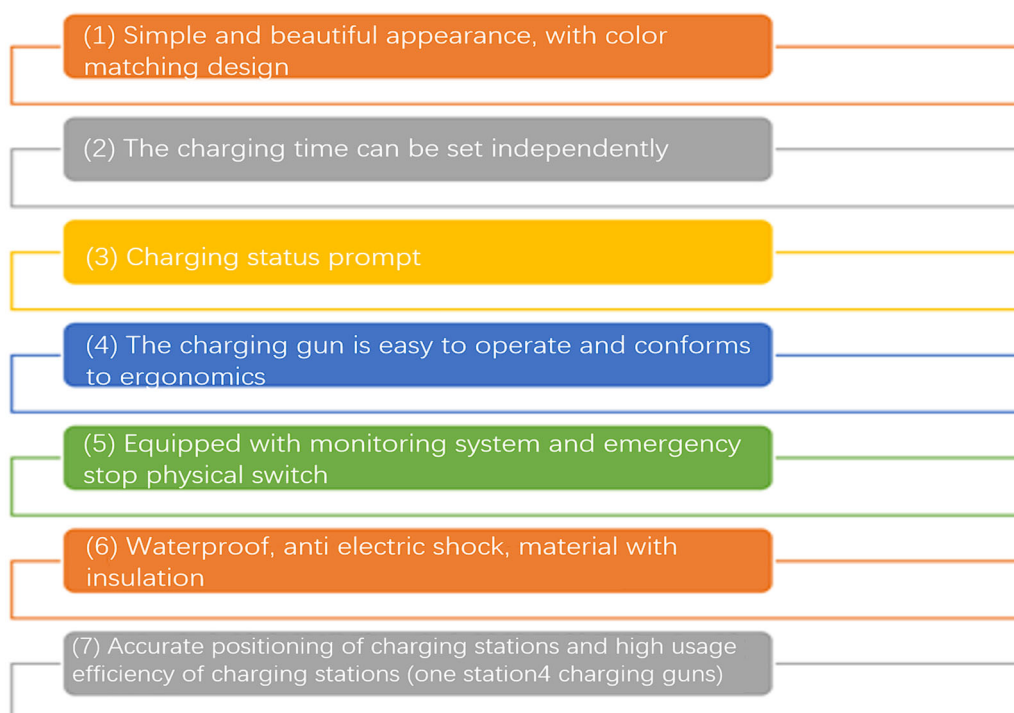 (1) Simple and beautiful appearance, with color
matching design
(2) The charging time can be set independently
(3) Charging status prompt
(4) The charging gun is easy to operate and conforms
to ergonomics
(5) Equipped with monitoring system and emergency
stop physical switch
(6) Waterproof, anti electric shock, material with
insulation
(7) Accurate positioning of charging stations and high usage
efficiency of charging stations (one station4 charging guns)